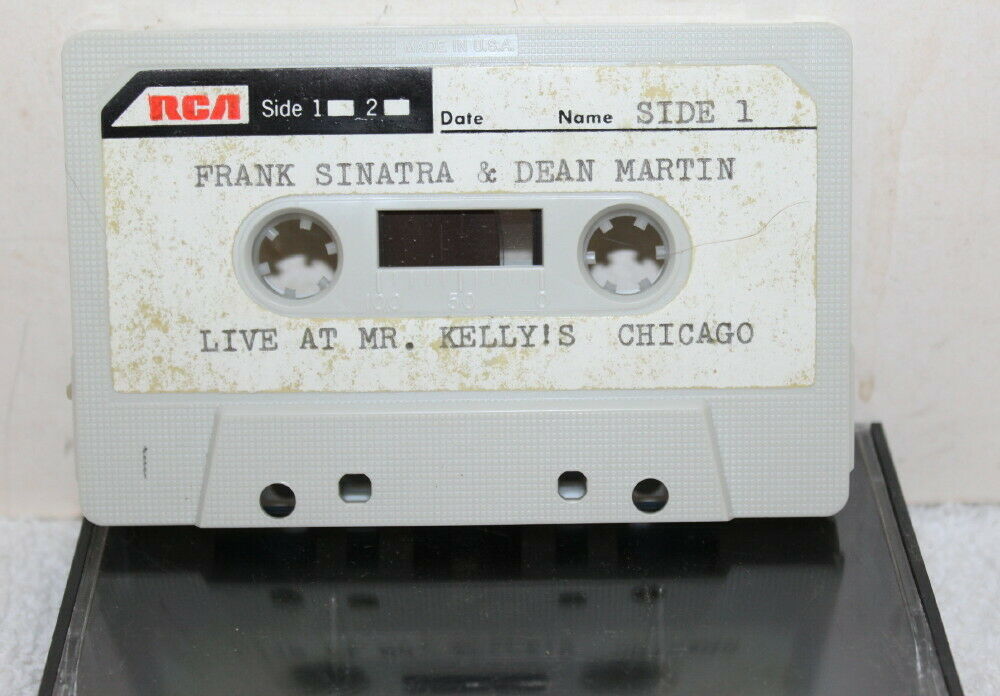 MADE IN U.S.A.
RCA Side 1 2 Date Name SIDE 1
FRANK SINATRA & DEAN MARTIN
100 50 0
LIVE AT MR. KELLY!S CHICAGO